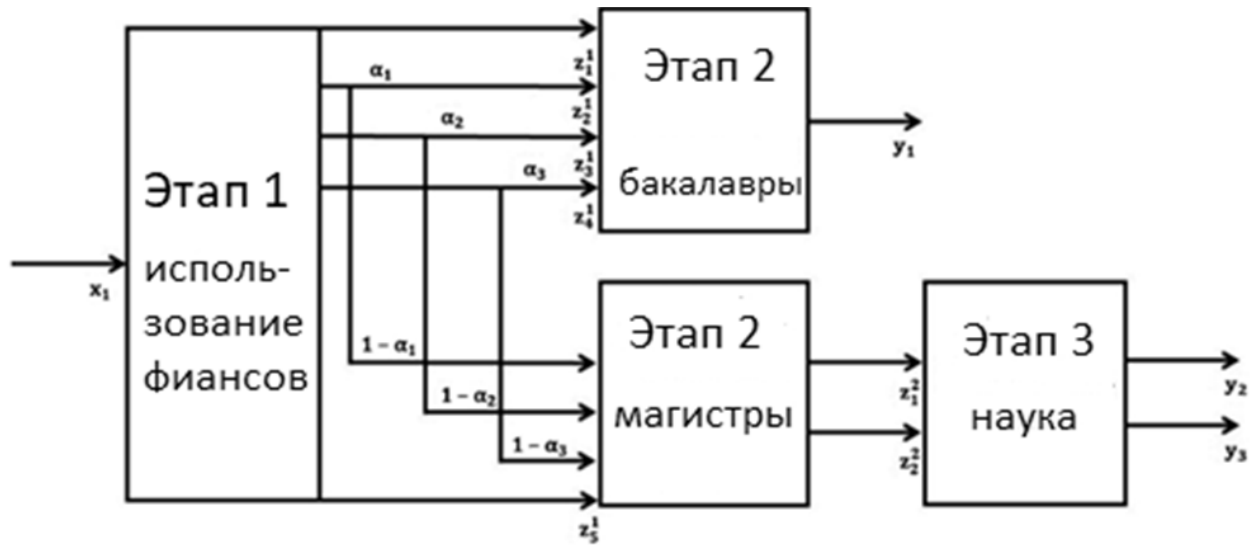 Этап 1
исполь-
зование
фиансов
x₁
α₁
α₂
α₃
z₁¹
z₂¹
z₃¹
z₄¹
Этап 2
бакалавры
y₁
1 − α₁
1 − α₂
1 − α₃
z₅¹
Этап 2
магистры
z₁²
z₂²
Этап 3
наука
y₂
y₃